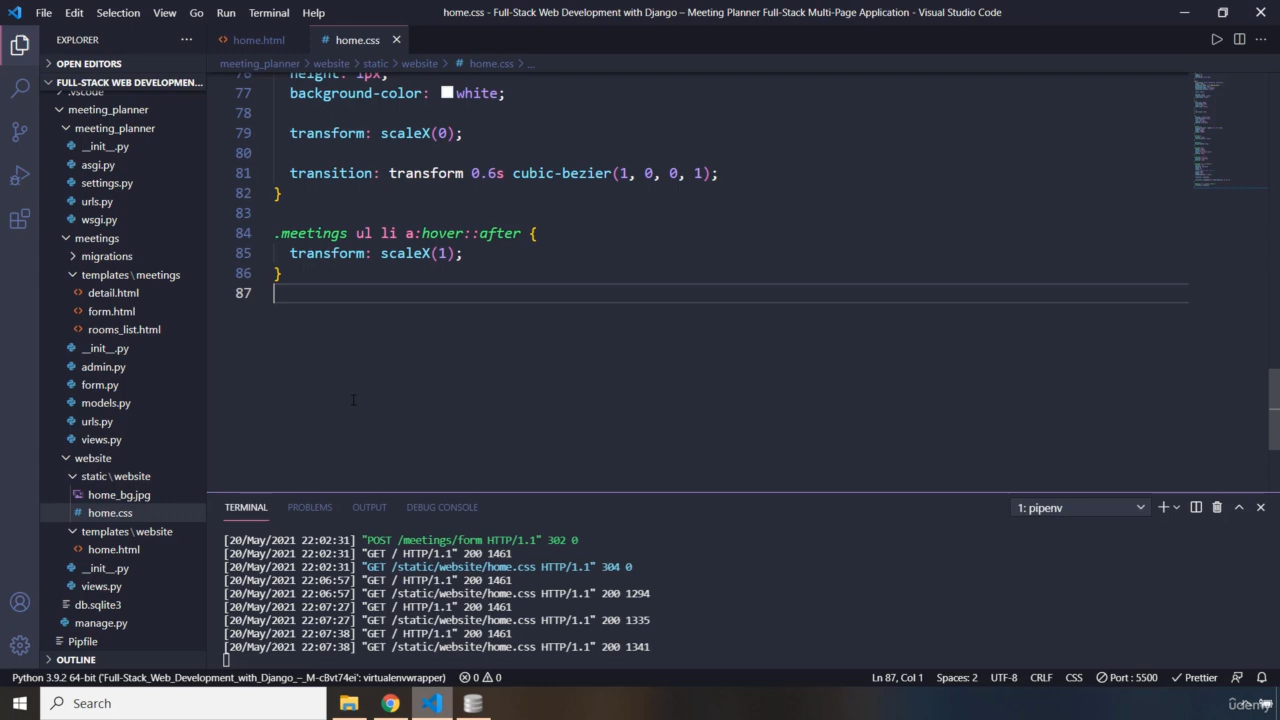 File Edit Selection View Go Run Terminal Help
home.css - Full-Stack Web Development with Django – Meeting Planner Full-Stack Multi-Page Application - Visual Studio Code
EXPLORER
home.html
home.css
OPEN EDITORS
meeting_planner > website > static > website > # home.css > ...
FULL-STACK WEB DEVELOPMEN...
.vscode
meeting_planner
meeting_planner
__init__.py
asgi.py
settings.py
urls.py
wsgi.py
meetings
migrations
templates\meetings
detail.html
form.html
rooms_list.html
__init__.py
admin.py
form.py
models.py
urls.py
views.py
website
static\website
home_bg.jpg
home.css
templates\website
home.html
__init__.py
views.py
db.sqlite3
manage.py
Pipfile
OUTLINE
76 height: 1px;
77 background-color: white;
78
79 transform: scaleX(0);
80
81 transition: transform 0.6s cubic-bezier(1, 0, 0, 1);
82 }
83
84 .meetings ul li a:hover::after {
85 transform: scaleX(1);
86 }
87
TERMINAL PROBLEMS OUTPUT DEBUG CONSOLE
1: pipenv
[20/May/2021 22:02:31] "POST /meetings/form HTTP/1.1" 302 0
[20/May/2021 22:02:31] "GET / HTTP/1.1" 200 1461
[20/May/2021 22:02:31] "GET /static/website/home.css HTTP/1.1" 304 0
[20/May/2021 22:06:57] "GET / HTTP/1.1" 200 1461
[20/May/2021 22:06:57] "GET /static/website/home.css HTTP/1.1" 200 1294
[20/May/2021 22:07:27] "GET / HTTP/1.1" 200 1461
[20/May/2021 22:07:27] "GET /static/website/home.css HTTP/1.1" 200 1335
[20/May/2021 22:07:38] "GET / HTTP/1.1" 200 1461
[20/May/2021 22:07:38] "GET /static/website/home.css HTTP/1.1" 200 1341
Python 3.9.2 64-bit ('Full_Stack_Web_Development_with_Django_–_M-c8vt74ei': virtualenvwrapper) 0 0
Ln 87, Col 1 Spaces: 2 UTF-8 CRLF CSS Port : 5500 Prettier
Search
Udemy